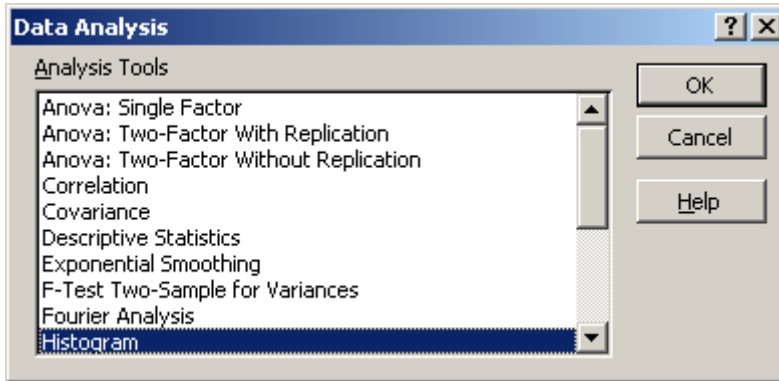 Data Analysis
Analysis Tools
Anova: Single Factor
Anova: Two-Factor With Replication
Anova: Two-Factor Without Replication
Correlation
Covariance
Descriptive Statistics
Exponential Smoothing
F-Test Two-Sample for Variances
Fourier Analysis
Histogram
OK
Cancel
Help